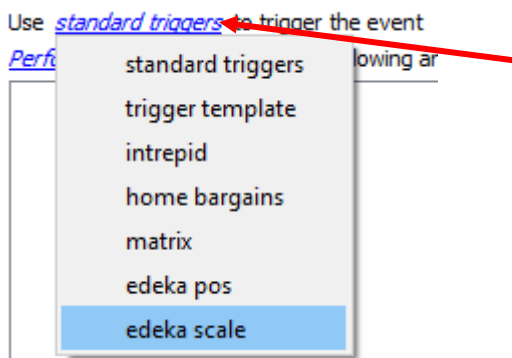 Use standard triggers to trigger the event
standard triggers
trigger template
intrepid
home bargains
matrix
edeka pos
edeka scale